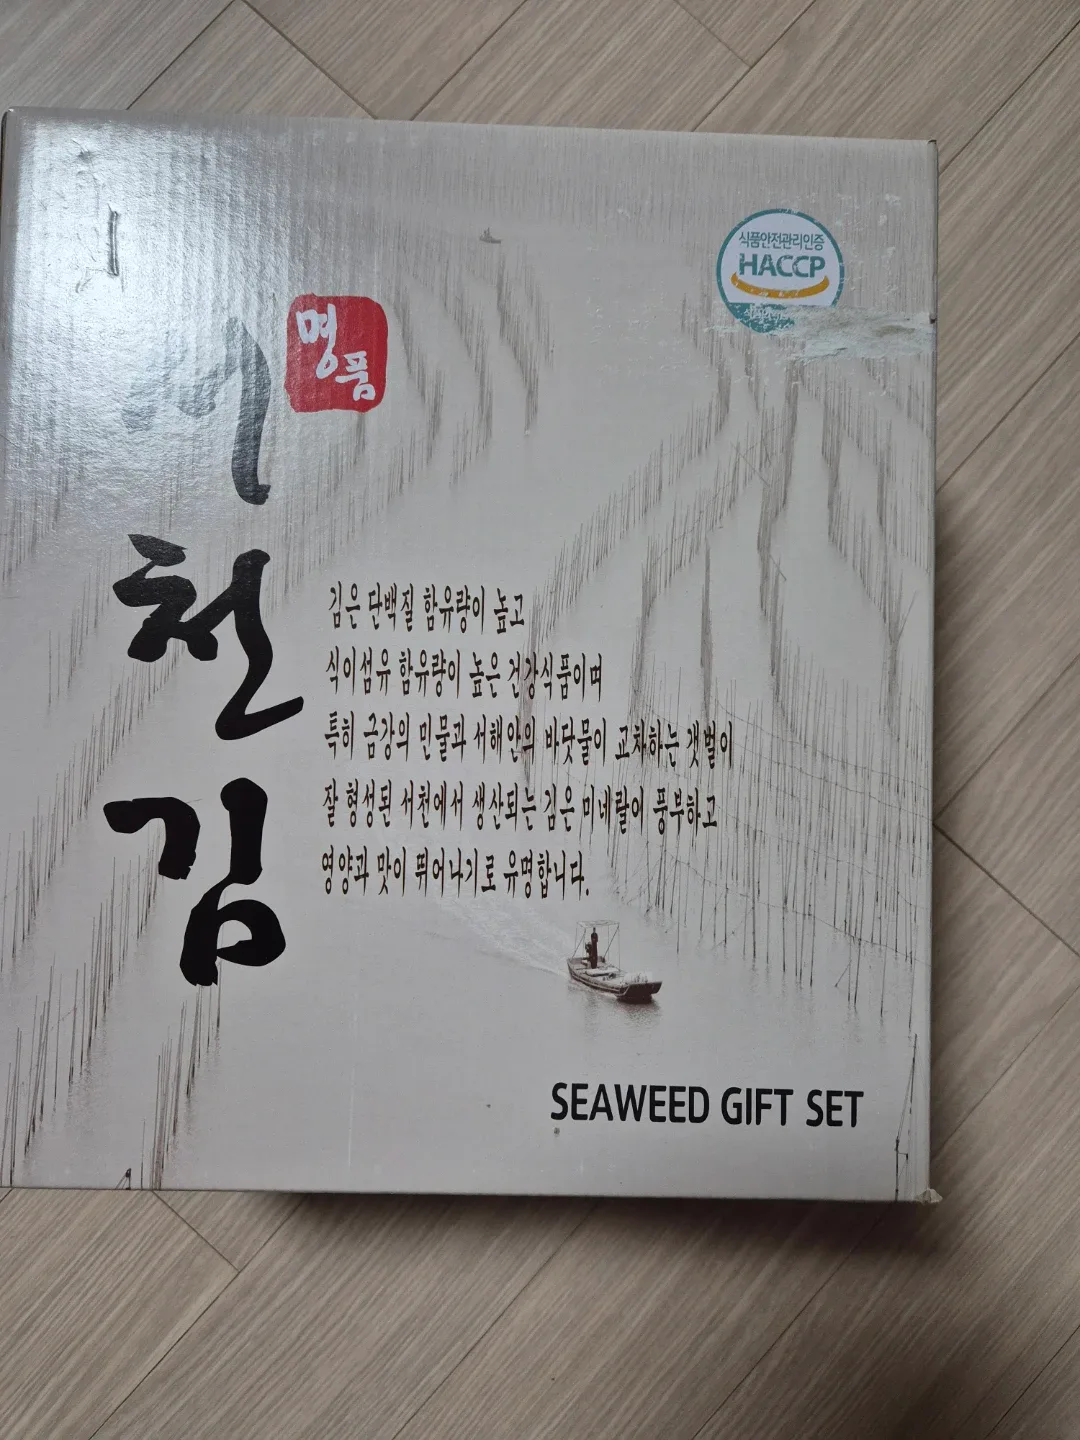 서천김
명품
식품안전관리인증
HACCP
김은 단백질 함유량이 높고
식이섬유 함유량이 높은 건강식품이며
특히 금강의 민물과 서해안의 바닷물이 교차하는 갯벌이
잘 형성된 서천에서 생산되는 김은 미네랄이 풍부하고
영양과 맛이 뛰어나기로 유명합니다.
SEAWEED GIFT SET